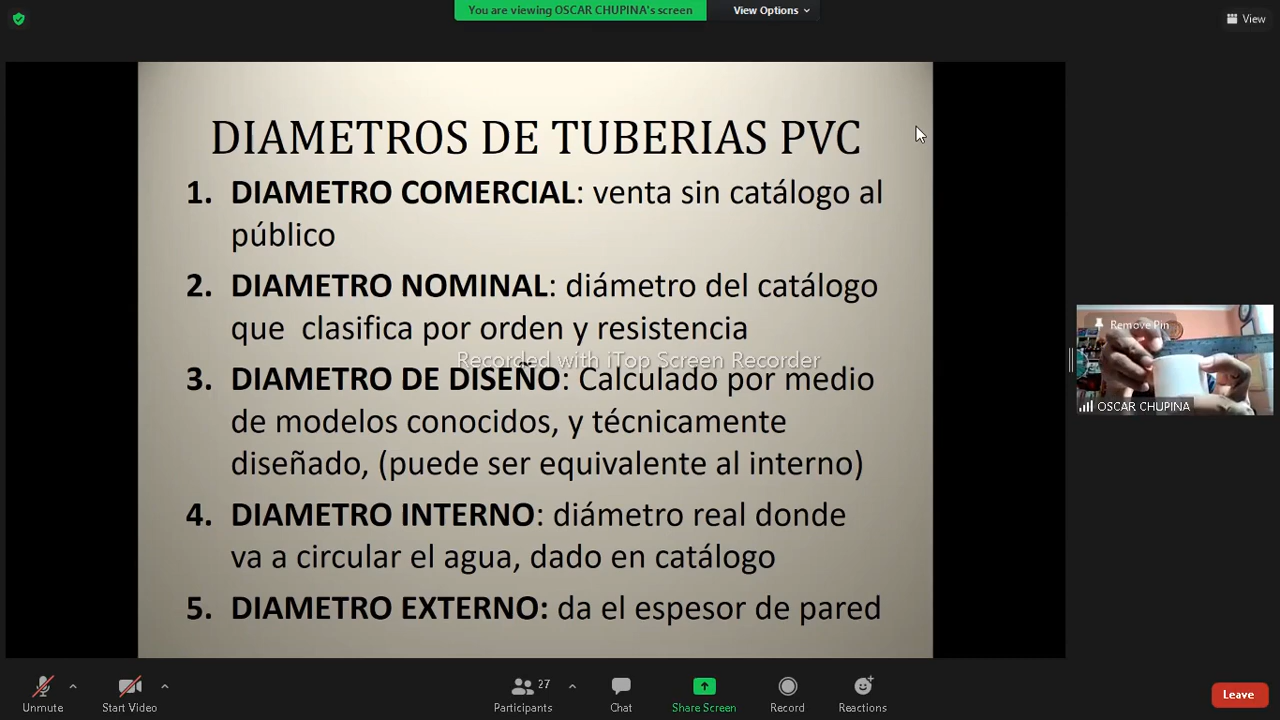 You are viewing OSCAR CHUPINA's screen
View Options
View
DIAMETROS DE TUBERIAS PVC
1. DIAMETRO COMERCIAL: venta sin catálogo al
público
2. DIAMETRO NOMINAL: diámetro del catálogo
que clasifica por orden y resistencia
Recorded with iTop Screen Recorder
3. DIAMETRO DE DISEÑO: Calculado por medio
de modelos conocidos, y técnicamente
diseñado, (puede ser equivalente al interno)
4. DIAMETRO INTERNO: diámetro real donde
va a circular el agua, dado en catálogo
5. DIAMETRO EXTERNO: da el espesor de pared
Remove Pin
OSCAR CHUPINA
Unmute
Start Video
27
Participants
Chat
Share Screen
Record
Reactions
Leave